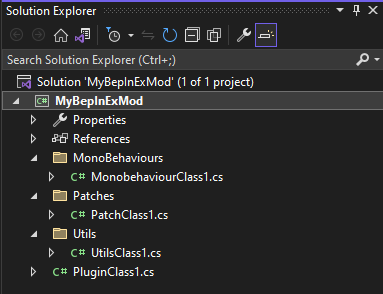 Solution Explorer
Search Solution Explorer (Ctrl+;)
Solution 'MyBepInExMod' (1 of 1 project)
C# MyBepInExMod
Properties
References
MonoBehaviours
C# MonobehaviourClass1.cs
Patches
C# PatchClass1.cs
Utils
C# UtilsClass1.cs
C# PluginClass1.cs